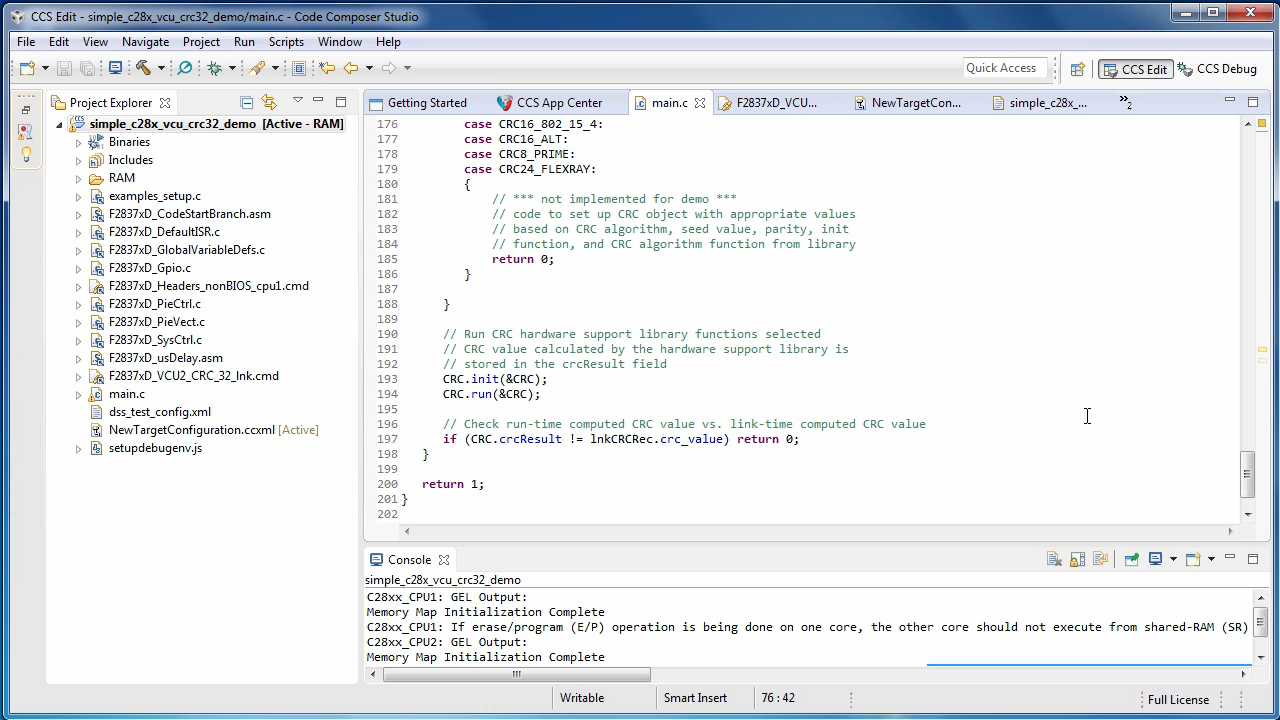 CCS Edit - simple_c28x_vcu_crc32_demo/main.c - Code Composer Studio
File Edit View Navigate Project Run Scripts Window Help
Quick Access
CCS Edit
CCS Debug
Project Explorer
simple_c28x_vcu_crc32_demo [Active - RAM]
Binaries
Includes
RAM
examples_setup.c
F2837xD_CodeStartBranch.asm
F2837xD_DefaultISR.c
F2837xD_GlobalVariableDefs.c
F2837xD_Gpio.c
F2837xD_Headers_nonBIOS_cpu1.cmd
F2837xD_PieCtrl.c
F2837xD_PieVect.c
F2837xD_SysCtrl.c
F2837xD_usDelay.asm
F2837xD_VCU2_CRC_32_lnk.cmd
main.c
dss_test_config.xml
NewTargetConfiguration.ccxml [Active]
setupdebugenv.js
Getting Started
CCS App Center
main.c
F2837xD_VCU...
NewTargetCon...
simple_c28x_...
»2
176 case CRC16_802_15_4:
177 case CRC16_ALT:
178 case CRC8_PRIME:
179 case CRC24_FLEXRAY:
180 {
181 // *** not implemented for demo ***
182 // code to set up CRC object with appropriate values
183 // based on CRC algorithm, seed value, parity, init
184 // function, and CRC algorithm function from library
185 return 0;
186 }
187
188 }
189
190 // Run CRC hardware support library functions selected
191 // CRC value calculated by the hardware support library is
192 // stored in the crcResult field
193 CRC.init(&CRC);
194 CRC.run(&CRC);
195
196 // Check run-time computed CRC value vs. link-time computed CRC value
197 if (CRC.crcResult != lnkCRCRec.crc_value) return 0;
198 }
199
200 return 1;
201 }
202
Console
simple_c28x_vcu_crc32_demo
C28xx_CPU1: GEL Output:
Memory Map Initialization Complete
C28xx_CPU1: If erase/program (E/P) operation is being done on one core, the other core should not execute from shared-RAM (SR)
C28xx_CPU2: GEL Output:
Memory Map Initialization Complete
Writable
Smart Insert
76 : 42
Full License